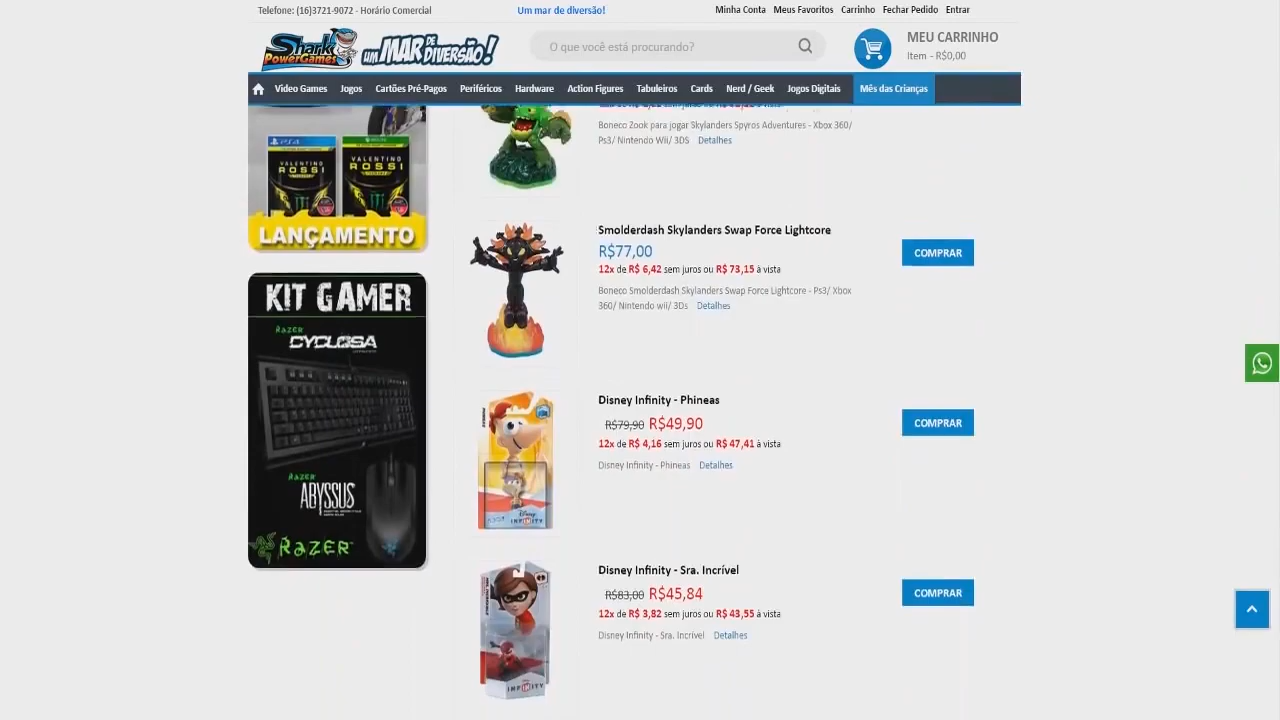 Telefone: (16)3721-9072 - Horário Comercial
Um mar de diversão!
Minha Conta Meus Favoritos Carrinho Fechar Pedido Entrar
Shark PowerGames
UM MAR DE DIVERSÃO!
O que você está procurando?
MEU CARRINHO
Item - R$0,00
Video Games Jogos Cartões Pré-Pagos Periféricos Hardware Action Figures Tabuleiros Cards Nerd / Geek Jogos Digitais Mês das Crianças
Boneco Zook para jogar Skylanders Spyros Adventures - Xbox 360/
Ps3/ Nintendo Wii/ 3DS Detalhes
PS4
VALENTINO ROSSI
VALENTINO ROSSI
LANÇAMENTO
Smolderdash Skylanders Swap Force Lightcore
R$77,00
12x de R$ 6,42 sem juros ou R$ 73,15 à vista
COMPRAR
Boneco Smolderdash Skylanders Swap Force Lightcore - Ps3/ Xbox
360/ Nintendo wii/ 3Ds Detalhes
KIT GAMER
RAZER
CYCLOSA
RAZER
ABYSSUS
RAZER
Disney Infinity - Phineas
R$79,90 R$49,90
12x de R$ 4,16 sem juros ou R$ 47,41 à vista
COMPRAR
Disney Infinity - Phineas Detalhes
Disney
INFINITY
Disney Infinity - Sra. Incrível
R$83,00 R$45,84
12x de R$ 3,82 sem juros ou R$ 43,55 à vista
COMPRAR
Disney Infinity - Sra. Incrível Detalhes
INFINITY